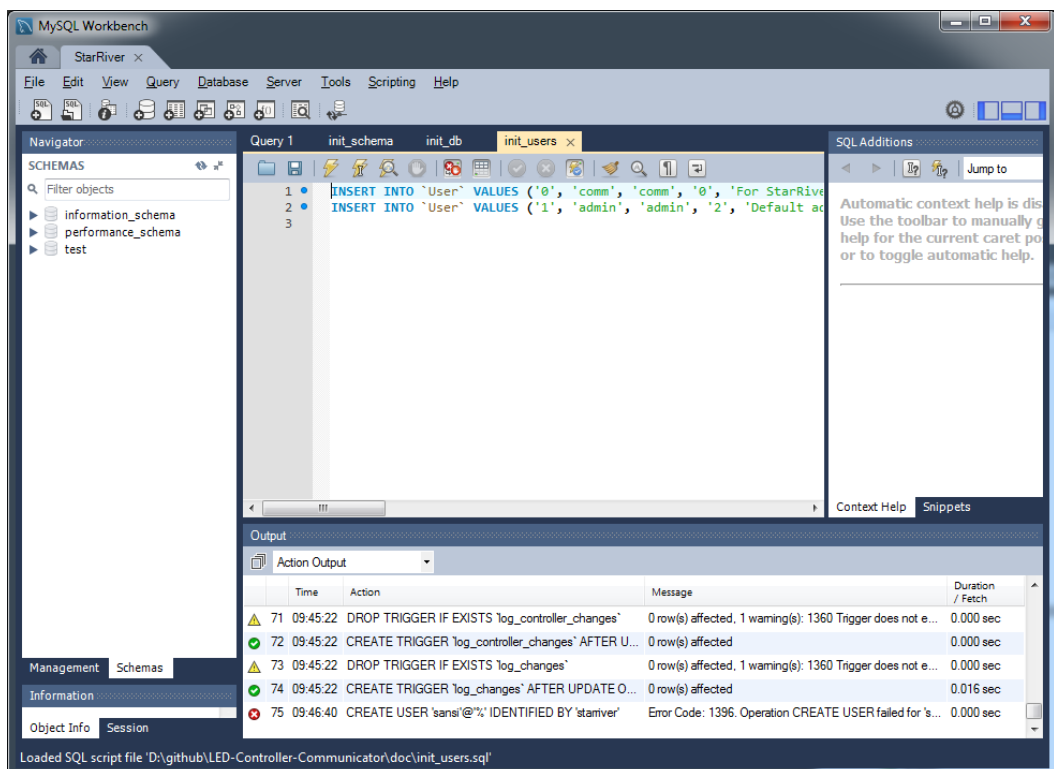 MySQL Workbench
StarRiver
File Edit View Query Database Server Tools Scripting Help
Navigator
SCHEMAS
Filter objects
information_schema
performance_schema
test
Management Schemas
Information
Object Info Session
Query 1 init_schema init_db init_users
1 INSERT INTO `User` VALUES ('0', 'comm', 'comm', '0', 'For StarRive
2 INSERT INTO `User` VALUES ('1', 'admin', 'admin', '2', 'Default ac
3
SQL Additions
Jump to
Automatic context help is dis
Use the toolbar to manually g
help for the current caret po
or to toggle automatic help.
Context Help Snippets
Output
Action Output
Time Action Message Duration / Fetch
71 09:45:22 DROP TRIGGER IF EXISTS `log_controller_changes` 0 row(s) affected, 1 warning(s): 1360 Trigger does not e... 0.000 sec
72 09:45:22 CREATE TRIGGER `log_controller_changes` AFTER U... 0 row(s) affected 0.000 sec
73 09:45:22 DROP TRIGGER IF EXISTS `log_changes` 0 row(s) affected, 1 warning(s): 1360 Trigger does not e... 0.000 sec
74 09:45:22 CREATE TRIGGER `log_changes` AFTER UPDATE O... 0 row(s) affected 0.016 sec
75 09:46:40 CREATE USER 'sansi'@'%' IDENTIFIED BY 'starriver' Error Code: 1396. Operation CREATE USER failed for 's... 0.000 sec
Loaded SQL script file 'D:\github\LED-Controller-Communicator\doc\init_users.sql'